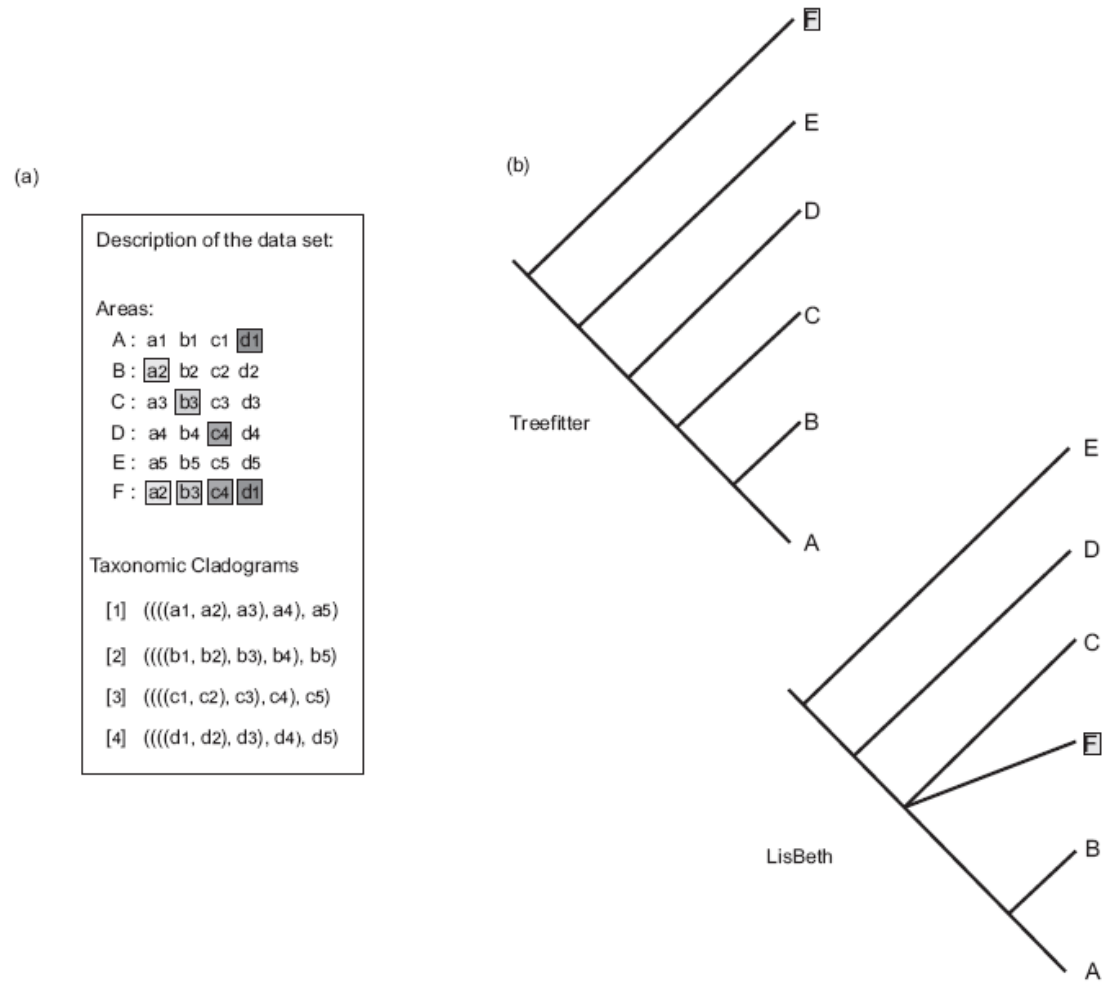 (a)
Description of the data set:
Areas:
A : a1 b1 c1 d1
B : a2 b2 c2 d2
C : a3 b3 c3 d3
D : a4 b4 c4 d4
E : a5 b5 c5 d5
F : a2 b3 c4 d1
Taxonomic Cladograms
[1] ((((a1, a2), a3), a4), a5)
[2] ((((b1, b2), b3), b4), b5)
[3] ((((c1, c2), c3), c4), c5)
[4] ((((d1, d2), d3), d4), d5)
(b)
F
E
D
C
B
A
Treefitter
E
D
C
F
B
A
LisBeth